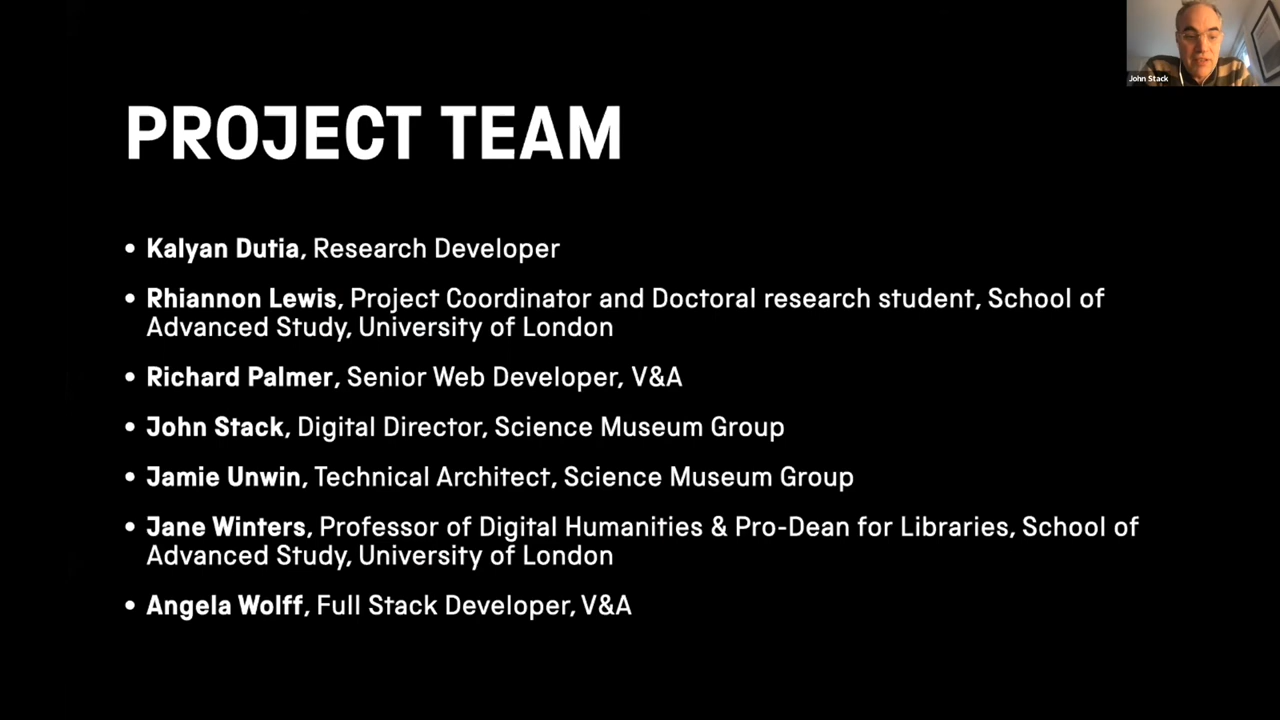 John Stack
PROJECT TEAM
• Kalyan Dutia, Research Developer
• Rhiannon Lewis, Project Coordinator and Doctoral research student, School of
Advanced Study, University of London
• Richard Palmer, Senior Web Developer, V&A
• John Stack, Digital Director, Science Museum Group
• Jamie Unwin, Technical Architect, Science Museum Group
• Jane Winters, Professor of Digital Humanities & Pro-Dean for Libraries, School of
Advanced Study, University of London
• Angela Wolff, Full Stack Developer, V&A